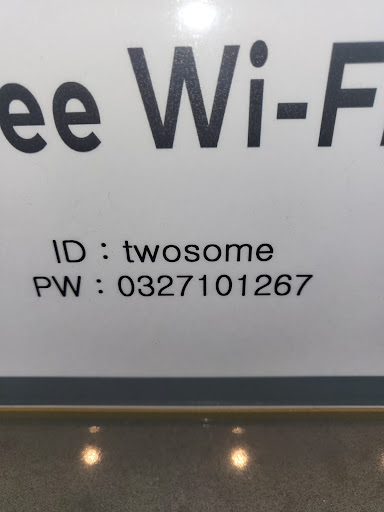 ee Wi-F
ID : twosome
PW : 0327101267